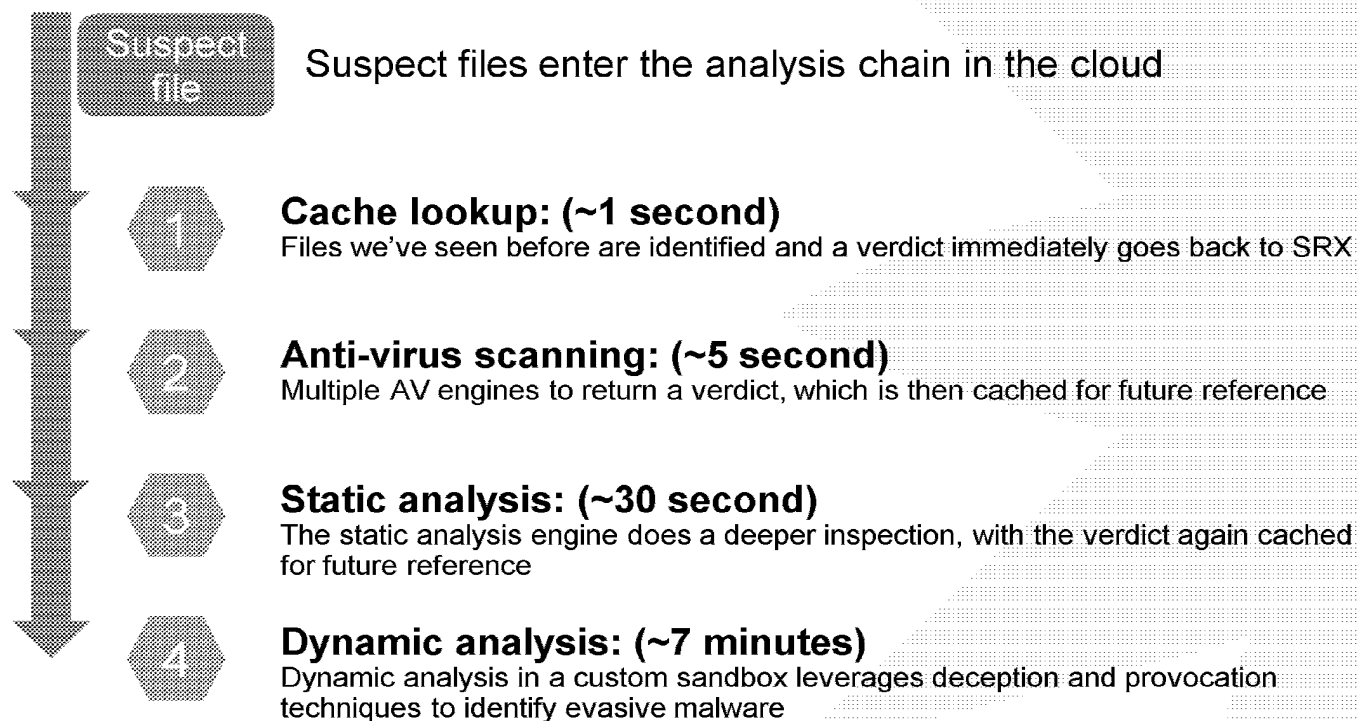 Suspect
file
Suspect files enter the analysis chain in the cloud
1
Cache lookup: (~1 second)
Files we've seen before are identified and a verdict immediately goes back to SRX
2
Anti-virus scanning: (~5 second)
Multiple AV engines to return a verdict, which is then cached for future reference
3
Static analysis: (~30 second)
The static analysis engine does a deeper inspection, with the verdict again cached
for future reference
4
Dynamic analysis: (~7 minutes)
Dynamic analysis in a custom sandbox leverages deception and provocation
techniques to identify evasive malware